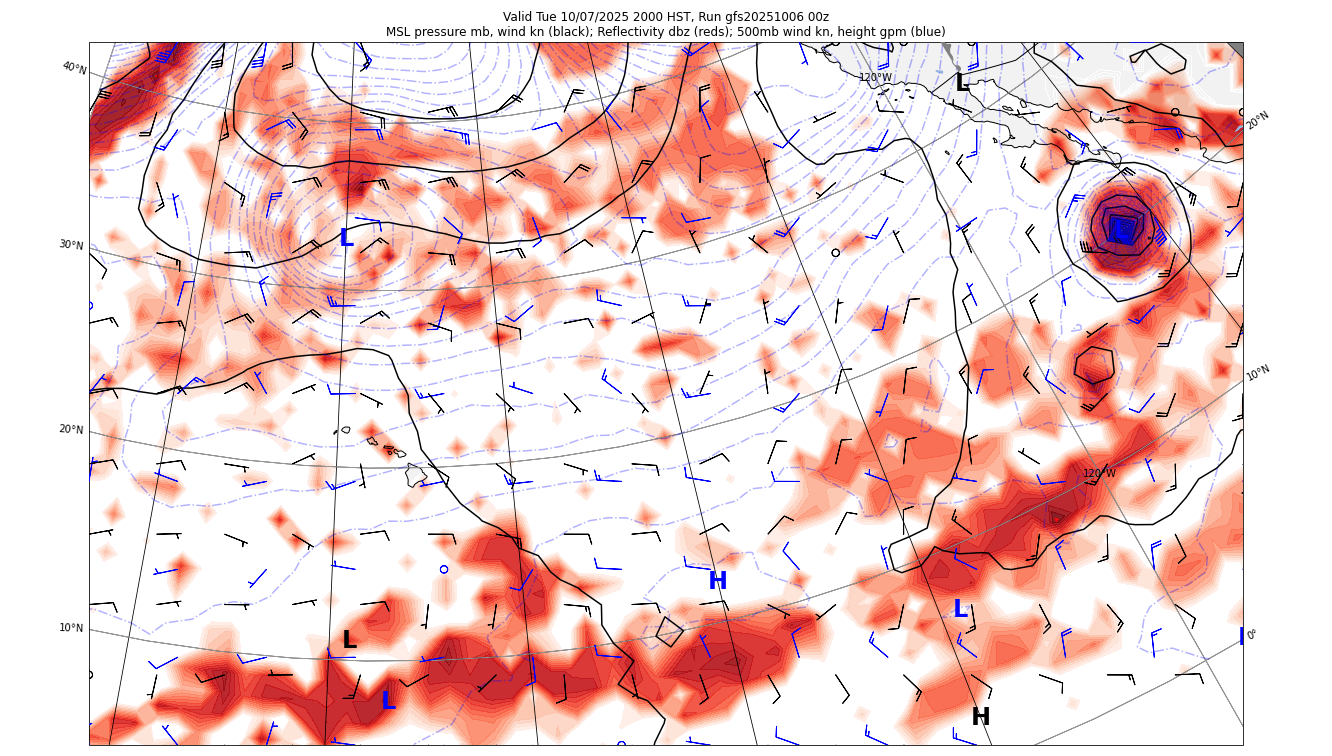 Valid Tue 10/07/2025 2000 HST, Run gfs20251006 00z
MSL pressure mb, wind kn (black); Reflectivity dbz (reds); 500mb wind kn, height gpm (blue)
40°N
120°W
L
20°N
30°N
L
10°N
20°N
120°W
H
L
10°N
L
0°
L
H